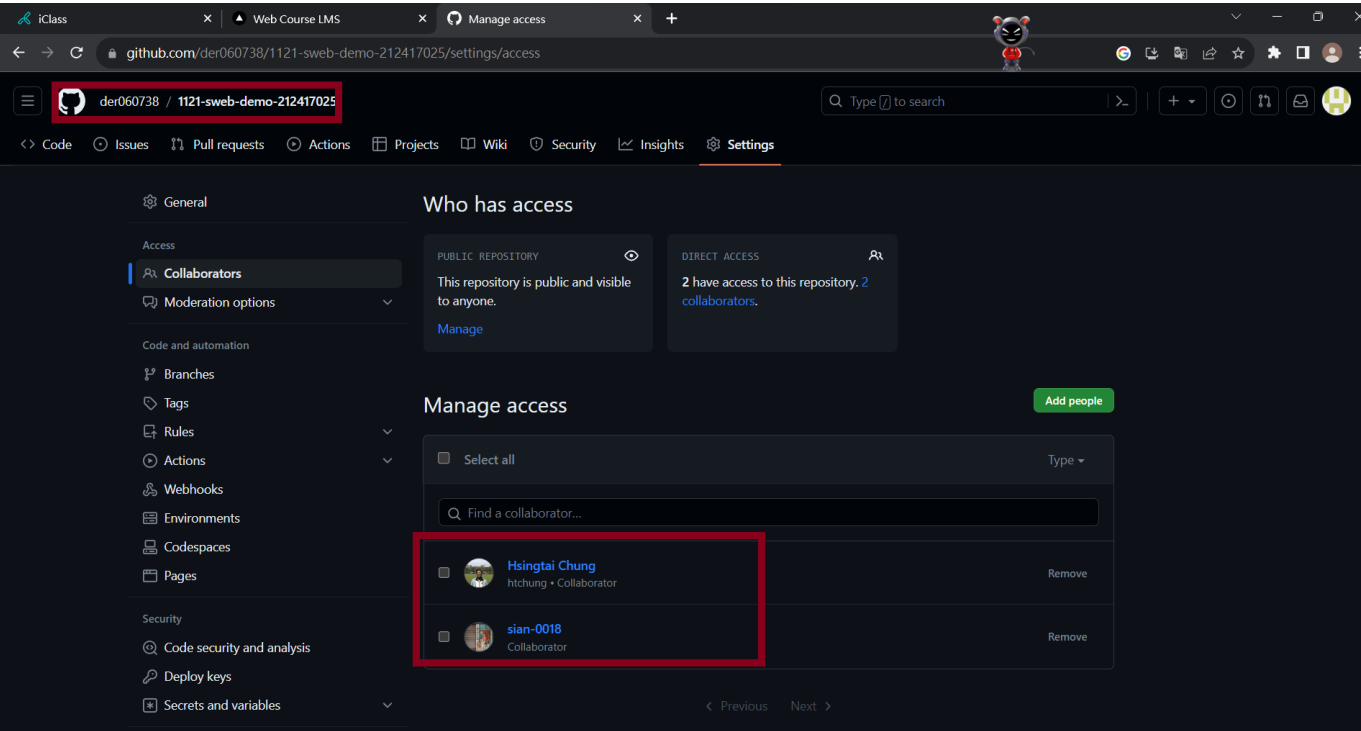 iClass
Web Course LMS
Manage access
github.com/der060738/1121-sweb-demo-212417025/settings/access
der060738 / 1121-sweb-demo-212417025
Type / to search
Code
Issues
Pull requests
Actions
Projects
Wiki
Security
Insights
Settings
General
Access
Collaborators
Moderation options
Code and automation
Branches
Tags
Rules
Actions
Webhooks
Environments
Codespaces
Pages
Security
Code security and analysis
Deploy keys
Secrets and variables
Who has access
PUBLIC REPOSITORY
This repository is public and visible
to anyone.
Manage
DIRECT ACCESS
2 have access to this repository. 2
collaborators.
Manage access
Add people
Select all
Type
Find a collaborator...
Hsingtai Chung
htchung • Collaborator
Remove
sian-0018
Collaborator
Remove
Previous
Next